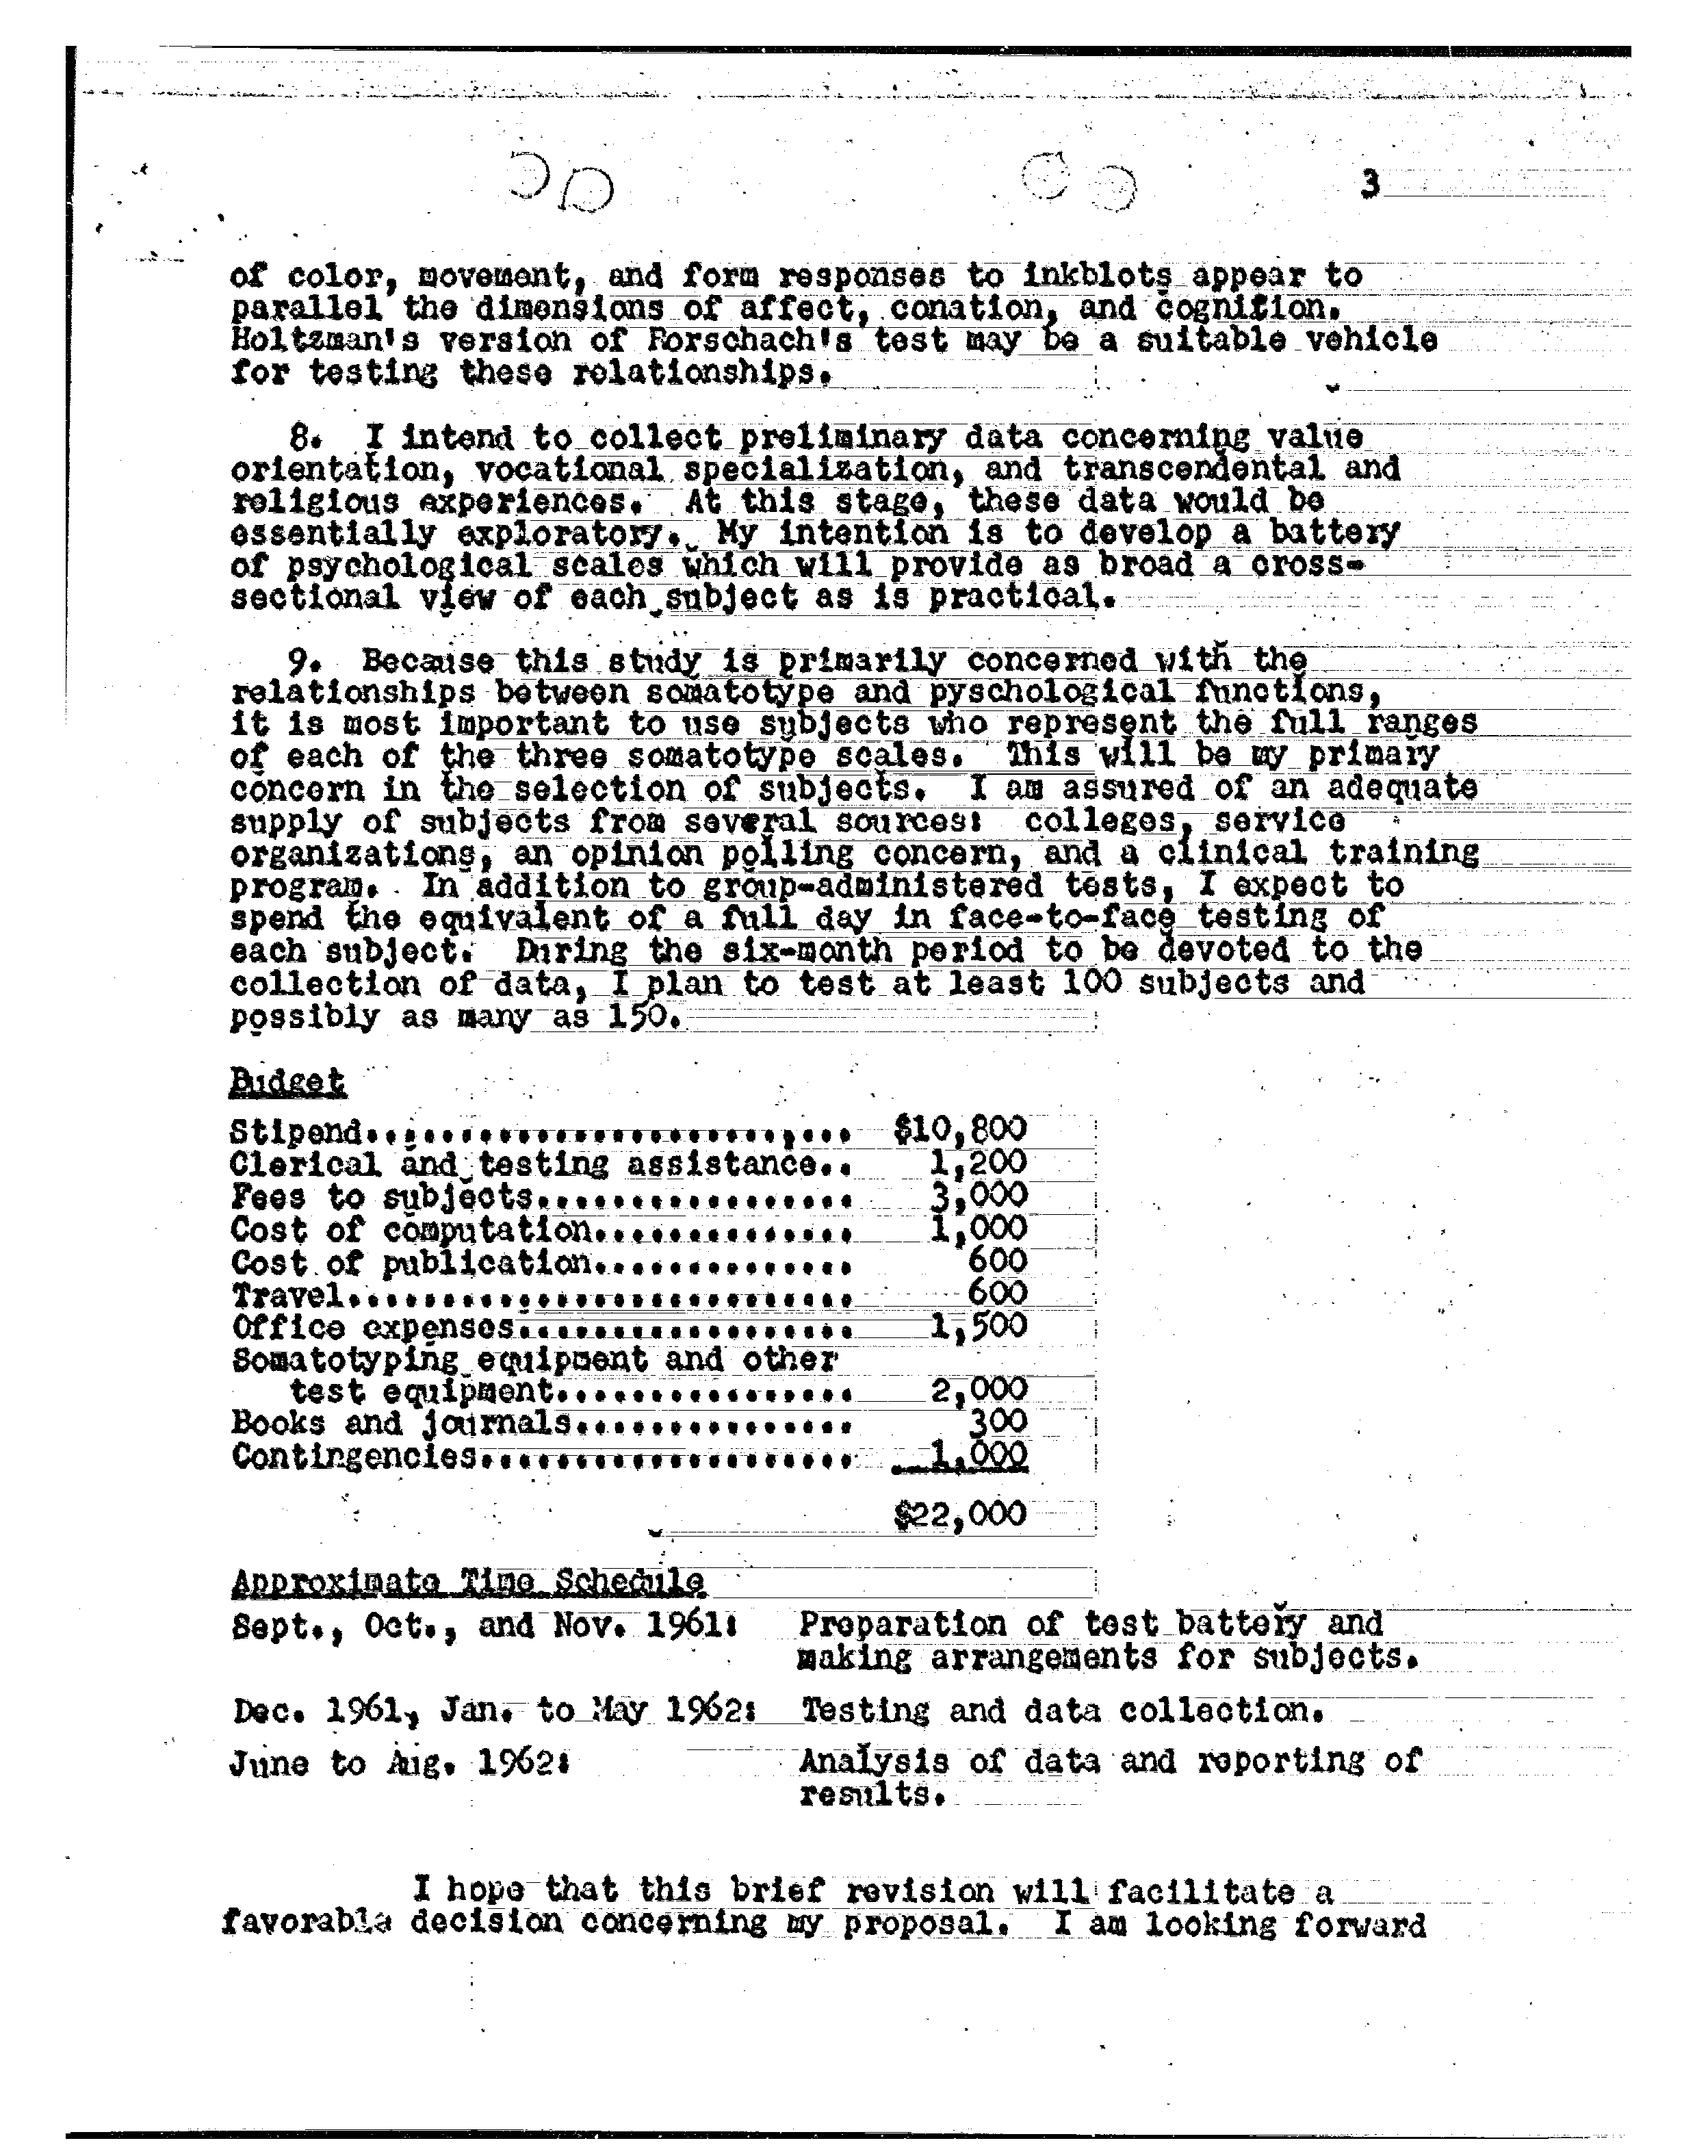 3
of color, movement, and form responses to inkblots appear to
parallel the dimensions of affect, conation, and cognition.
Holtzman's version of Rorschach's test may be a suitable vehicle
for testing these relationships.
8. I intend to collect preliminary data concerning value
orientation, vocational specialization, and transcendental and
religious experiences. At this stage, these data would be
essentially exploratory. My intention is to develop a battery
of psychological scales which will provide as broad a cross-
sectional view of each subject as is practical.
9. Because this study is primarily concerned with the
relationships between somatotype and pyschological functions,
it is most important to use subjects who represent the full ranges
of each of the three somatotype scales. This will be my primary
concern in the selection of subjects. I am assured of an adequate
supply of subjects from several sources: colleges, service
organizations, an opinion polling concern, and a clinical training
program. In addition to group-administered tests, I expect to
spend the equivalent of a full day in face-to-face testing of
each subject. During the six-month period to be devoted to the
collection of data, I plan to test at least 100 subjects and
possibly as many as 150.
Budget
Stipend.......................... $10,800
Clerical and testing assistance.. 1,200
Fees to subjects................. 3,000
Cost of computation.............. 1,000
Cost of publication.............. 600
Travel........................... 600
Office expenses.................. 1,500
Somatotyping equipment and other
test equipment................ 2,000
Books and journals............... 300
Contingencies.................... 1,000
$22,000
Approximate Time Schedule
Sept., Oct., and Nov. 1961: Preparation of test battery and
making arrangements for subjects.
Dec. 1961, Jan. to May 1962: Testing and data collection.
June to Aug. 1962: Analysis of data and reporting of
results.
I hope that this brief revision will facilitate a
favorable decision concerning my proposal. I am looking forward